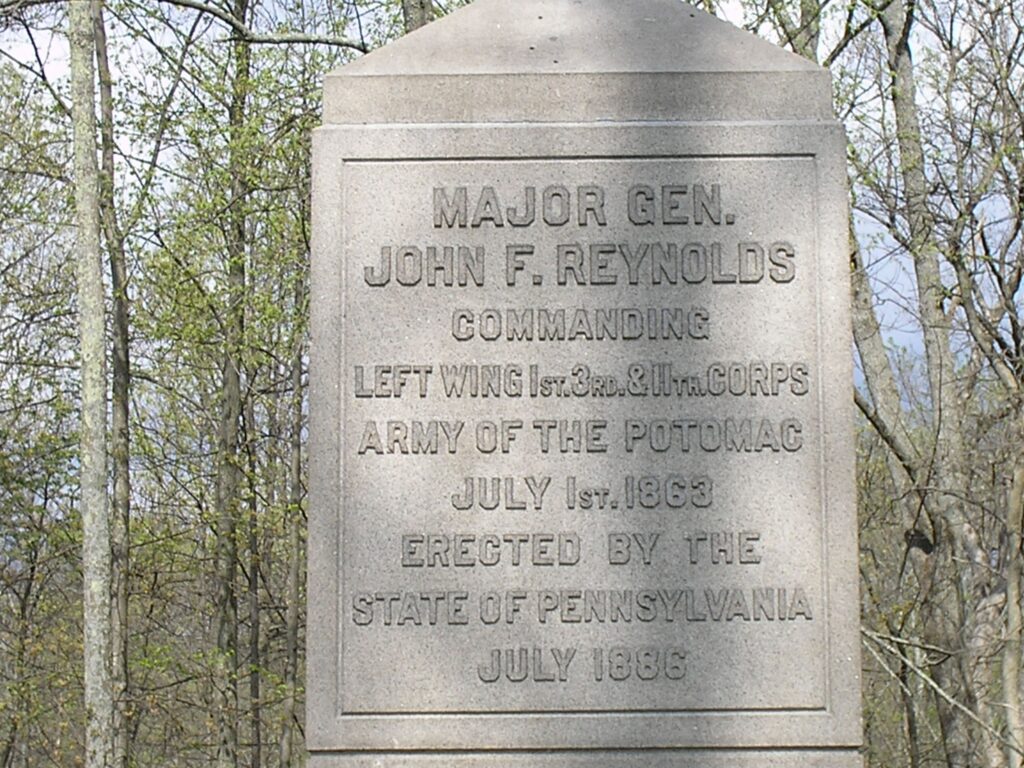 MAJOR GEN.
JOHN F. REYNOLDS
COMMANDING
LEFT WING 1ST. 3RD. & 11TH. CORPS
ARMY OF THE POTOMAC
JULY 1ST. 1863
ERECTED BY THE
STATE OF PENNSYLVANIA
JULY 1886